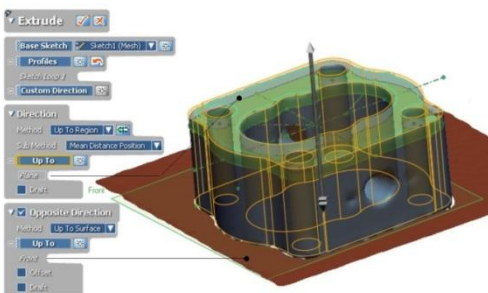 Extrude
Base Sketch Sketch1 (Mesh)
Profiles
Sketch Loop 1
Custom Direction
Direction
Method Up To Region
Sub Method Mean Distance Position
Up To
Plane
Draft
Front
Opposite Direction
Method Up To Surface
Up To
Front
Offset
Draft